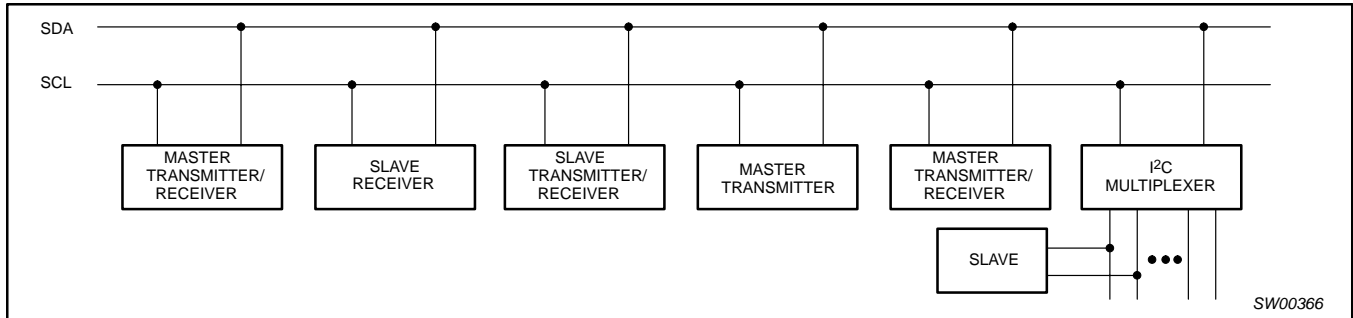 SDA
SCL
MASTER
TRANSMITTER/
RECEIVER
SLAVE
RECEIVER
SLAVE
TRANSMITTER/
RECEIVER
MASTER
TRANSMITTER
MASTER
TRANSMITTER/
RECEIVER
I²C
MULTIPLEXER
SLAVE
SW00366